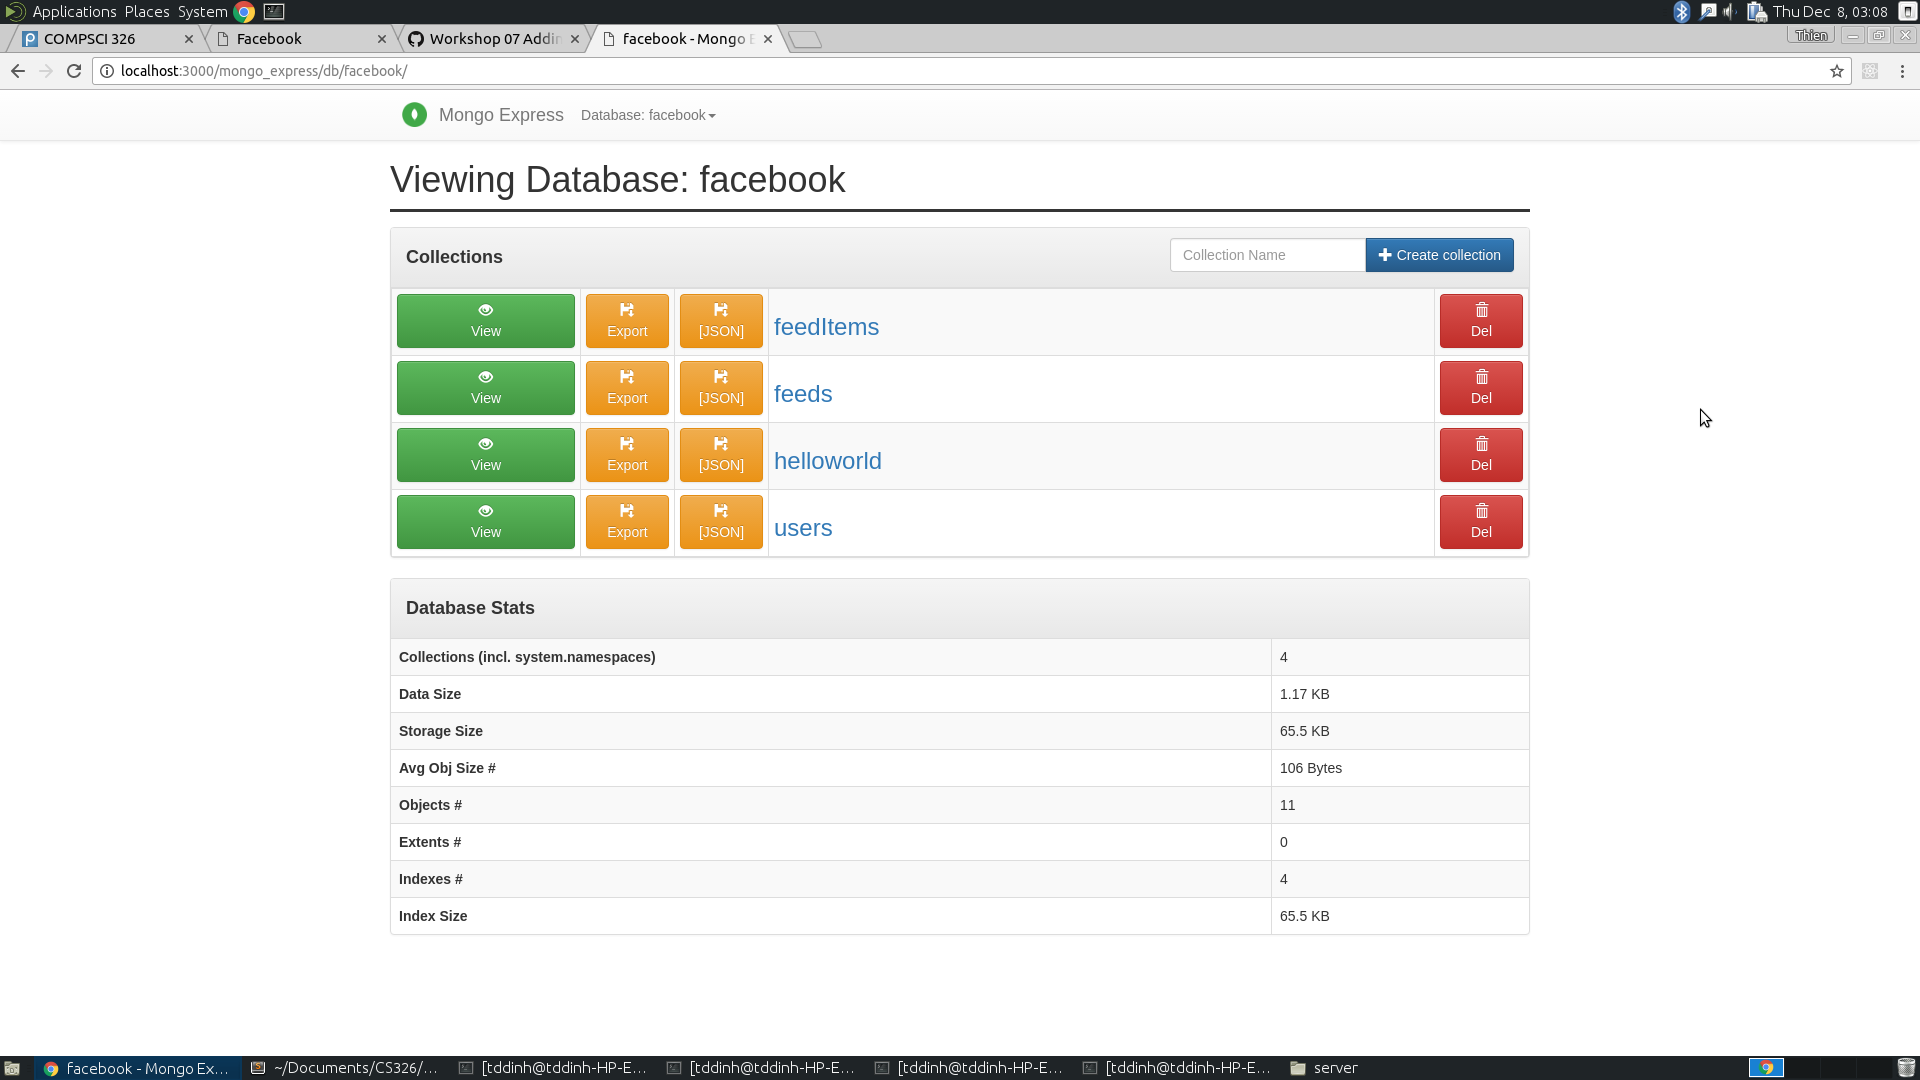 Applications Places System
Thu Dec 8, 03:08
COMPSCI 326
Facebook
Workshop 07 Addin
facebook - Mongo E
Thien
localhost:3000/mongo_express/db/facebook/
Mongo Express
Database: facebook
Viewing Database: facebook
Collections
Collection Name
Create collection
View Export [JSON] feedItems Del
View Export [JSON] feeds Del
View Export [JSON] helloworld Del
View Export [JSON] users Del
Database Stats
Collections (incl. system.namespaces) 4
Data Size 1.17 KB
Storage Size 65.5 KB
Avg Obj Size # 106 Bytes
Objects # 11
Extents # 0
Indexes # 4
Index Size 65.5 KB
facebook - Mongo Ex...
~/Documents/CS326/...
[tddinh@tddinh-HP-E...
[tddinh@tddinh-HP-E...
[tddinh@tddinh-HP-E...
[tddinh@tddinh-HP-E...
server